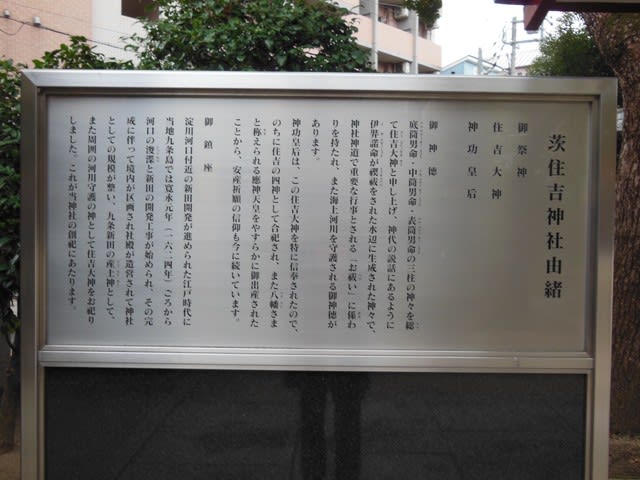 茨住吉神社由緒
御祭神
住吉大神
神功皇后
御神徳
底筒男命・中筒男命・表筒男命の三柱の神々を総
て住吉大神と申し上げ、神代の説話にあるように
伊弉諾命が禊祓をされた水辺に生成された神々で、
神社神道で重要な行事とされる「お祓い」に係わ
りを持たれ、また海上河川を守護される御神徳が
あります。
神功皇后は、この住吉大神を特に信奉されたので、
のちに住吉の四神として合祀され、また八幡さま
と称えられる應神天皇をやすらかに御出産された
ことから、安産祈願の信仰も今に続いています。
御鎮座
淀川河口付近の新田開発が進められた江戸時代に
当地九条島では寛永元年(一六二四年)ごろから
河口の浚渫と新田の開発工事が始められ、その完
成に伴って境内が区画され社殿が造営されて神社
としての規模が整い、九条新田の産土神として、
また周囲の河川守護の神として住吉大神をお祀り
しました。これが当神社の創祀にあたります。